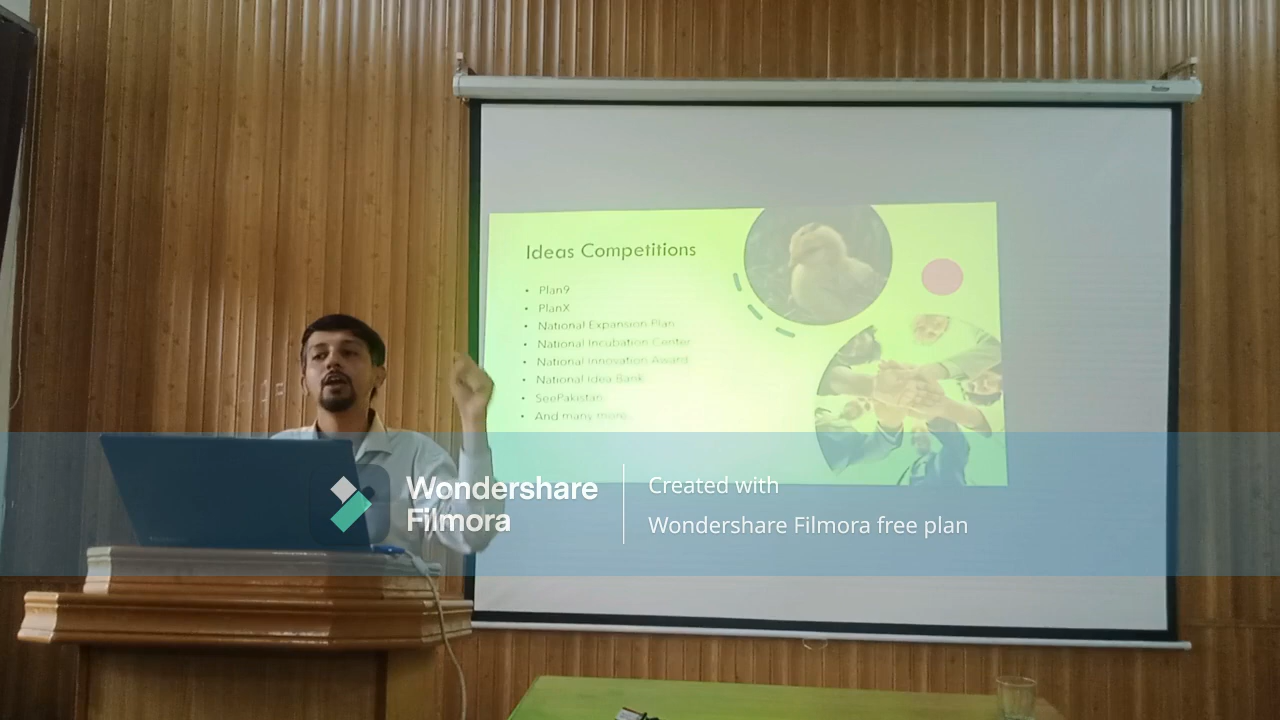 Ideas Competitions
• Plan9
• PlanX
• National Expansion Plan
• National Incubation Center
• National Innovation Award
• National Idea Bank
• SeePakistan
• And many more..
Wondershare
Filmora
Created with
Wondershare Filmora free plan